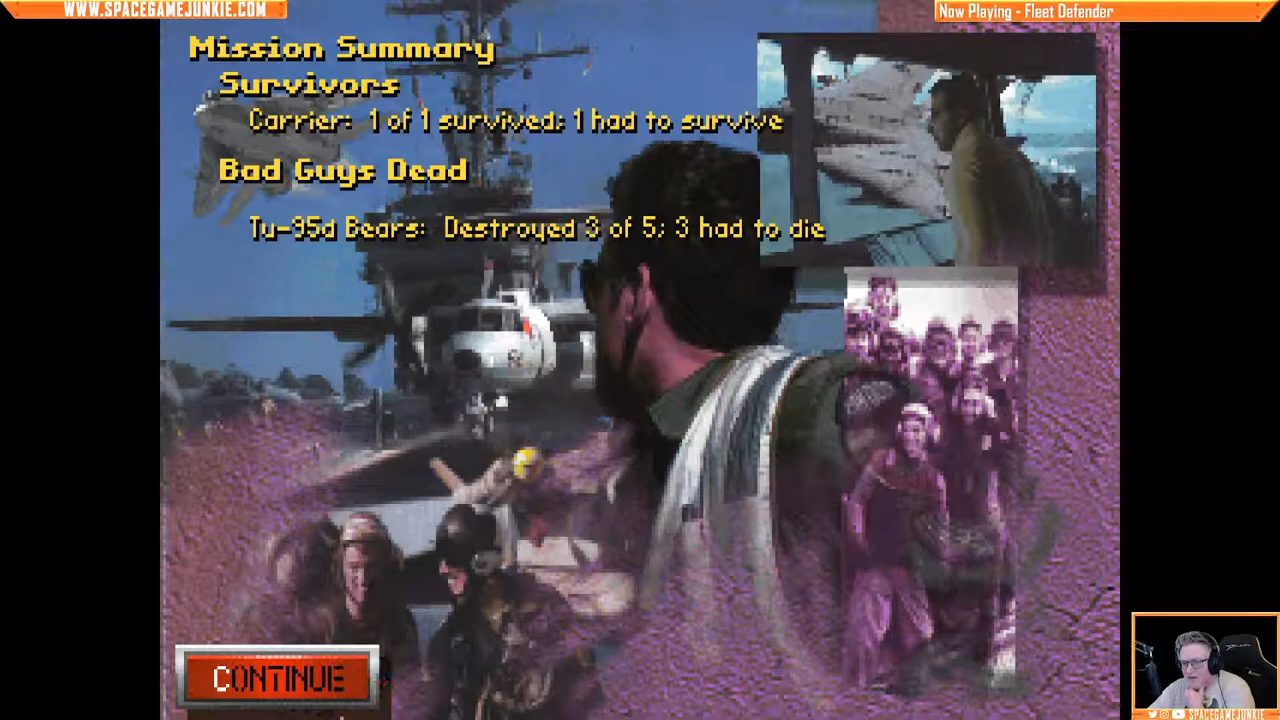 WWW.SPACEGAMEJUNKIE.COM
Now Playing - Fleet Defender
Mission Summary
Survivors
Carrier: 1 of 1 survived; 1 had to survive
Bad Guys Dead
Tu-95d Bears: Destroyed 3 of 5; 3 had to die
CONTINUE
SPACEGAMEJUNKIE